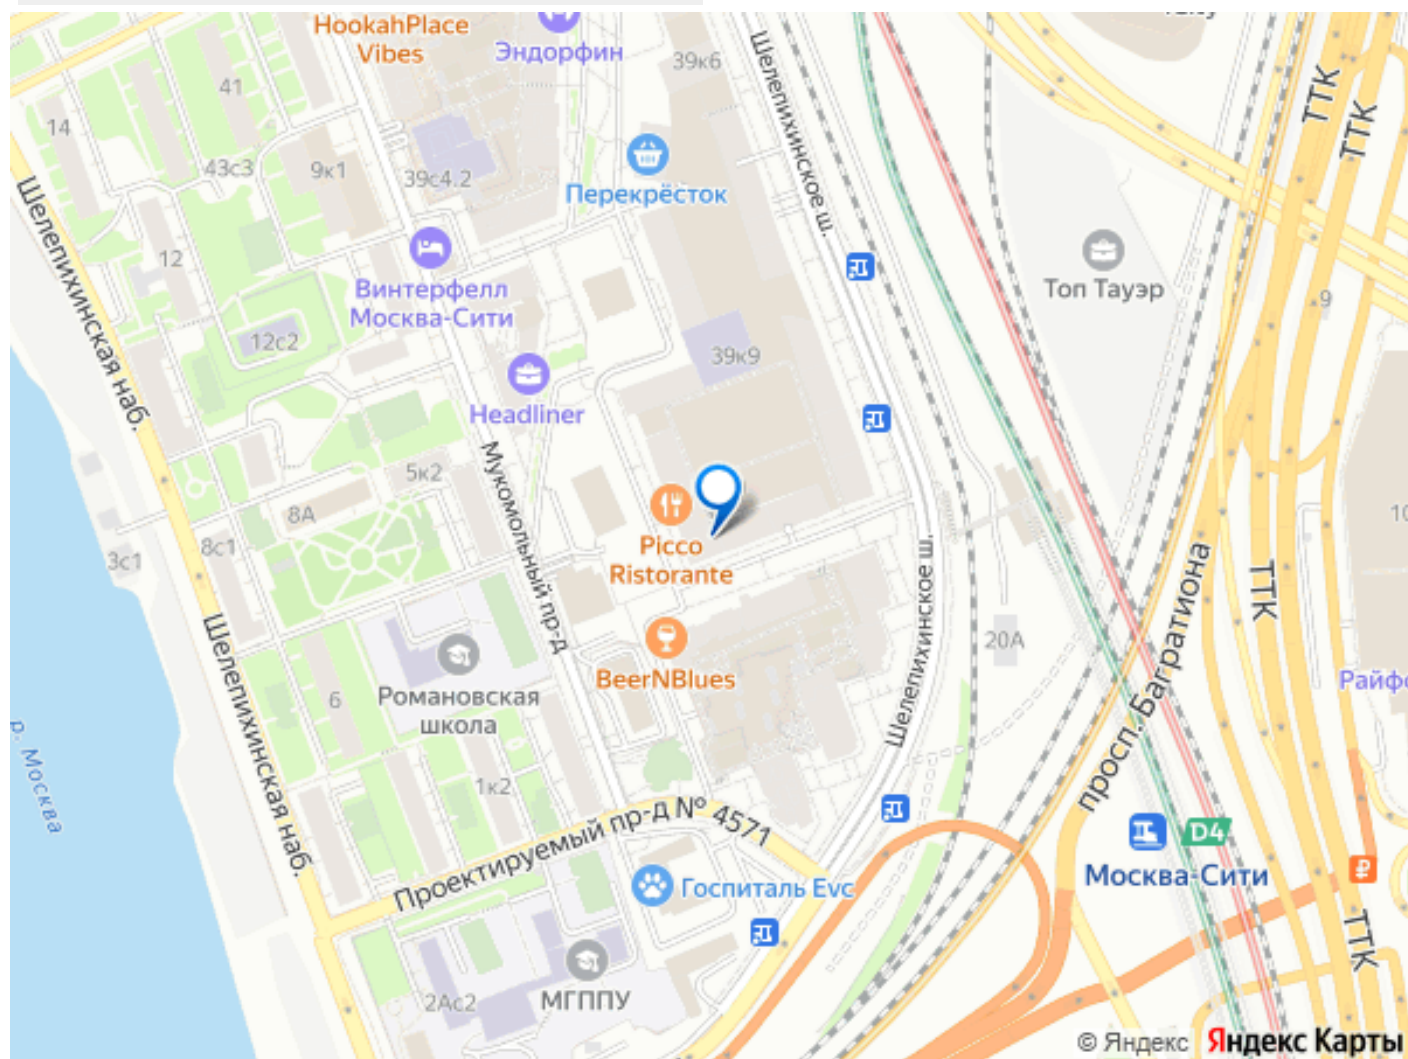 HookahPlace
Vibes
Эндорфин
39к6
ТТК
ТТК
41
14
43с3
9к1
39с4.2
Перекрёсток
Шелепихинское ш.
Шелепихинская наб.
12
Винтерфелл
Москва-Сити
Топ Тауэр
9
12с2
39к9
Headliner
Мукомольный пр-д
5к2
8А
8с1
3с1
Picco
Ristorante
Шелепихинское ш.
просп. Багратиона
ТТК
10
20А
BeerNBlues
Романовская
школа
6
Шелепихинская наб.
р. Москва
1к2
Проектируемый пр-д № 4571
D4
Москва-Сити
Госпиталь Evc
₽
ТТК
2Ас2
МГППУ
© Яндекс Яндекс Карты